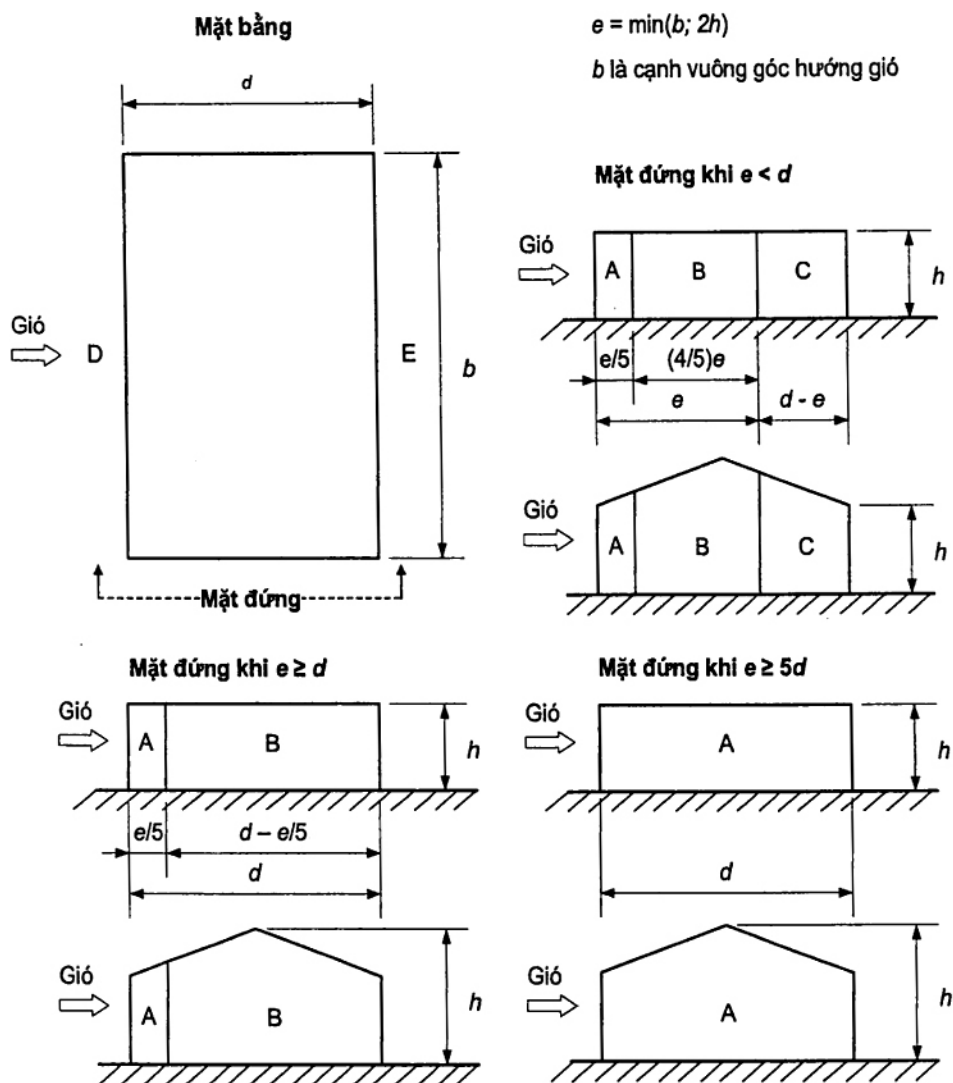 Mặt bằng
d
Gió
D
E
b
Mặt đứng
e = min(b; 2h)
b là cạnh vuông góc hướng gió
Mặt đứng khi e < d
Gió
A
B
C
h
e/5
(4/5)e
e
d - e
Gió
A
B
C
h
Mặt đứng khi e ≥ d
Gió
A
B
h
e/5
d – e/5
d
Gió
A
B
h
Mặt đứng khi e ≥ 5d
Gió
A
h
d
Gió
A
h